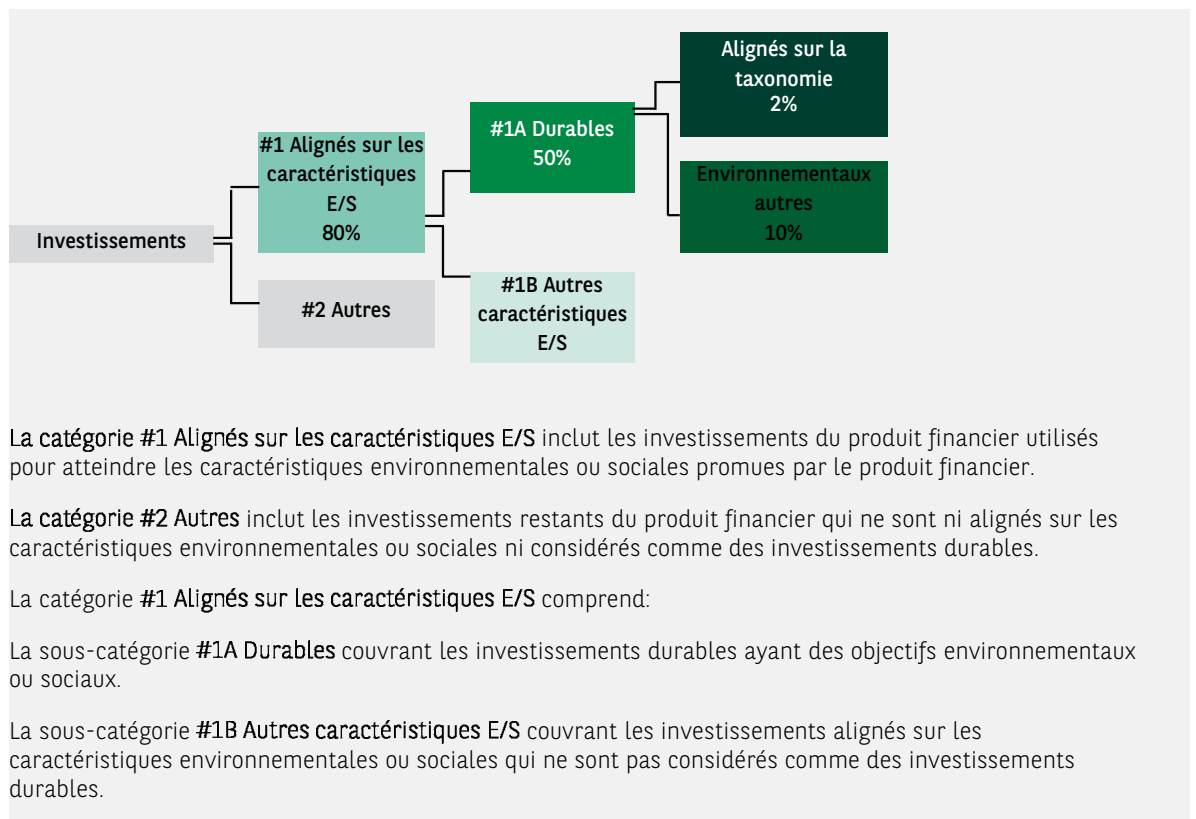 Investissements
#1 Alignés sur les
caractéristiques
E/S
80%
#2 Autres
#1A Durables
50%
#1B Autres
caractéristiques
E/S
Alignés sur la
taxonomie
2%
Environnementaux
autres
10%
La catégorie #1 Alignés sur les caractéristiques E/S inclut les investissements du produit financier utilisés
pour atteindre les caractéristiques environnementales ou sociales promues par le produit financier.
La catégorie #2 Autres inclut les investissements restants du produit financier qui ne sont ni alignés sur les
caractéristiques environnementales ou sociales ni considérés comme des investissements durables.
La catégorie #1 Alignés sur les caractéristiques E/S comprend:
La sous-catégorie #1A Durables couvrant les investissements durables ayant des objectifs environnementaux
ou sociaux.
La sous-catégorie #1B Autres caractéristiques E/S couvrant les investissements alignés sur les
caractéristiques environnementales ou sociales qui ne sont pas considérés comme des investissements
durables.